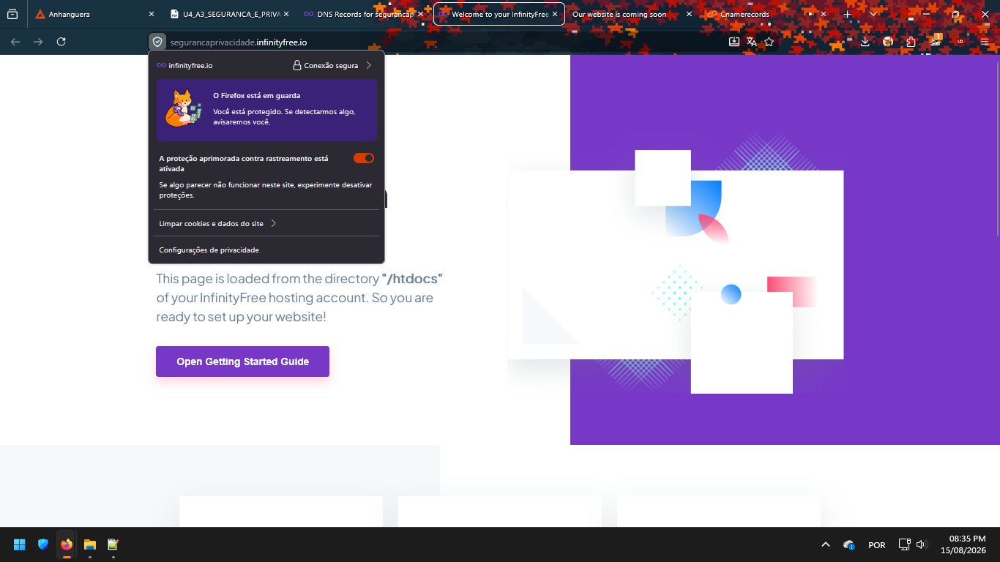 Anhanguera
U4_A3_SEGURANCA_E_PRIVA
DNS Records for segurancap
Welcome to your InfinityFree
Our website is coming soon
Cnamerecords
segurancaprivacidade.infinityfree.io
1
infinityfree.io
Conexão segura
O Firefox está em guarda
Você está protegido. Se detectarmos algo,
avisaremos você.
A proteção aprimorada contra rastreamento está
ativada
Se algo parecer não funcionar neste site, experimente desativar
proteções.
Limpar cookies e dados do site
Configurações de privacidade
This page is loaded from the directory "/htdocs"
of your InfinityFree hosting account. So you are
ready to set up your website!
Open Getting Started Guide
POR
08:35 PM
15/08/2026